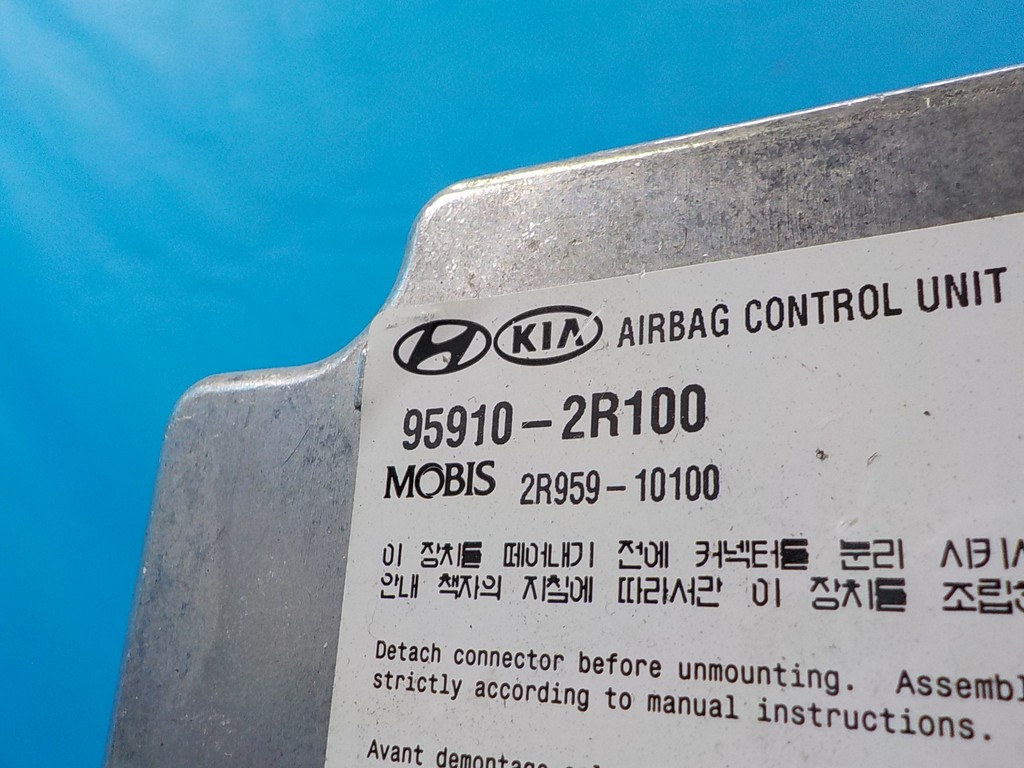 KIA AIRBAG CONTROL UNIT
95910-2R100
MOBIS 2R959-10100
이 장치를 떼어내기 전에 커넥터를 분리 시키
안내 책자의 지침에 따라서만 이 장치를 조립
Detach connector before unmounting. Assembl
strictly according to manual instructions.
Avant demontage